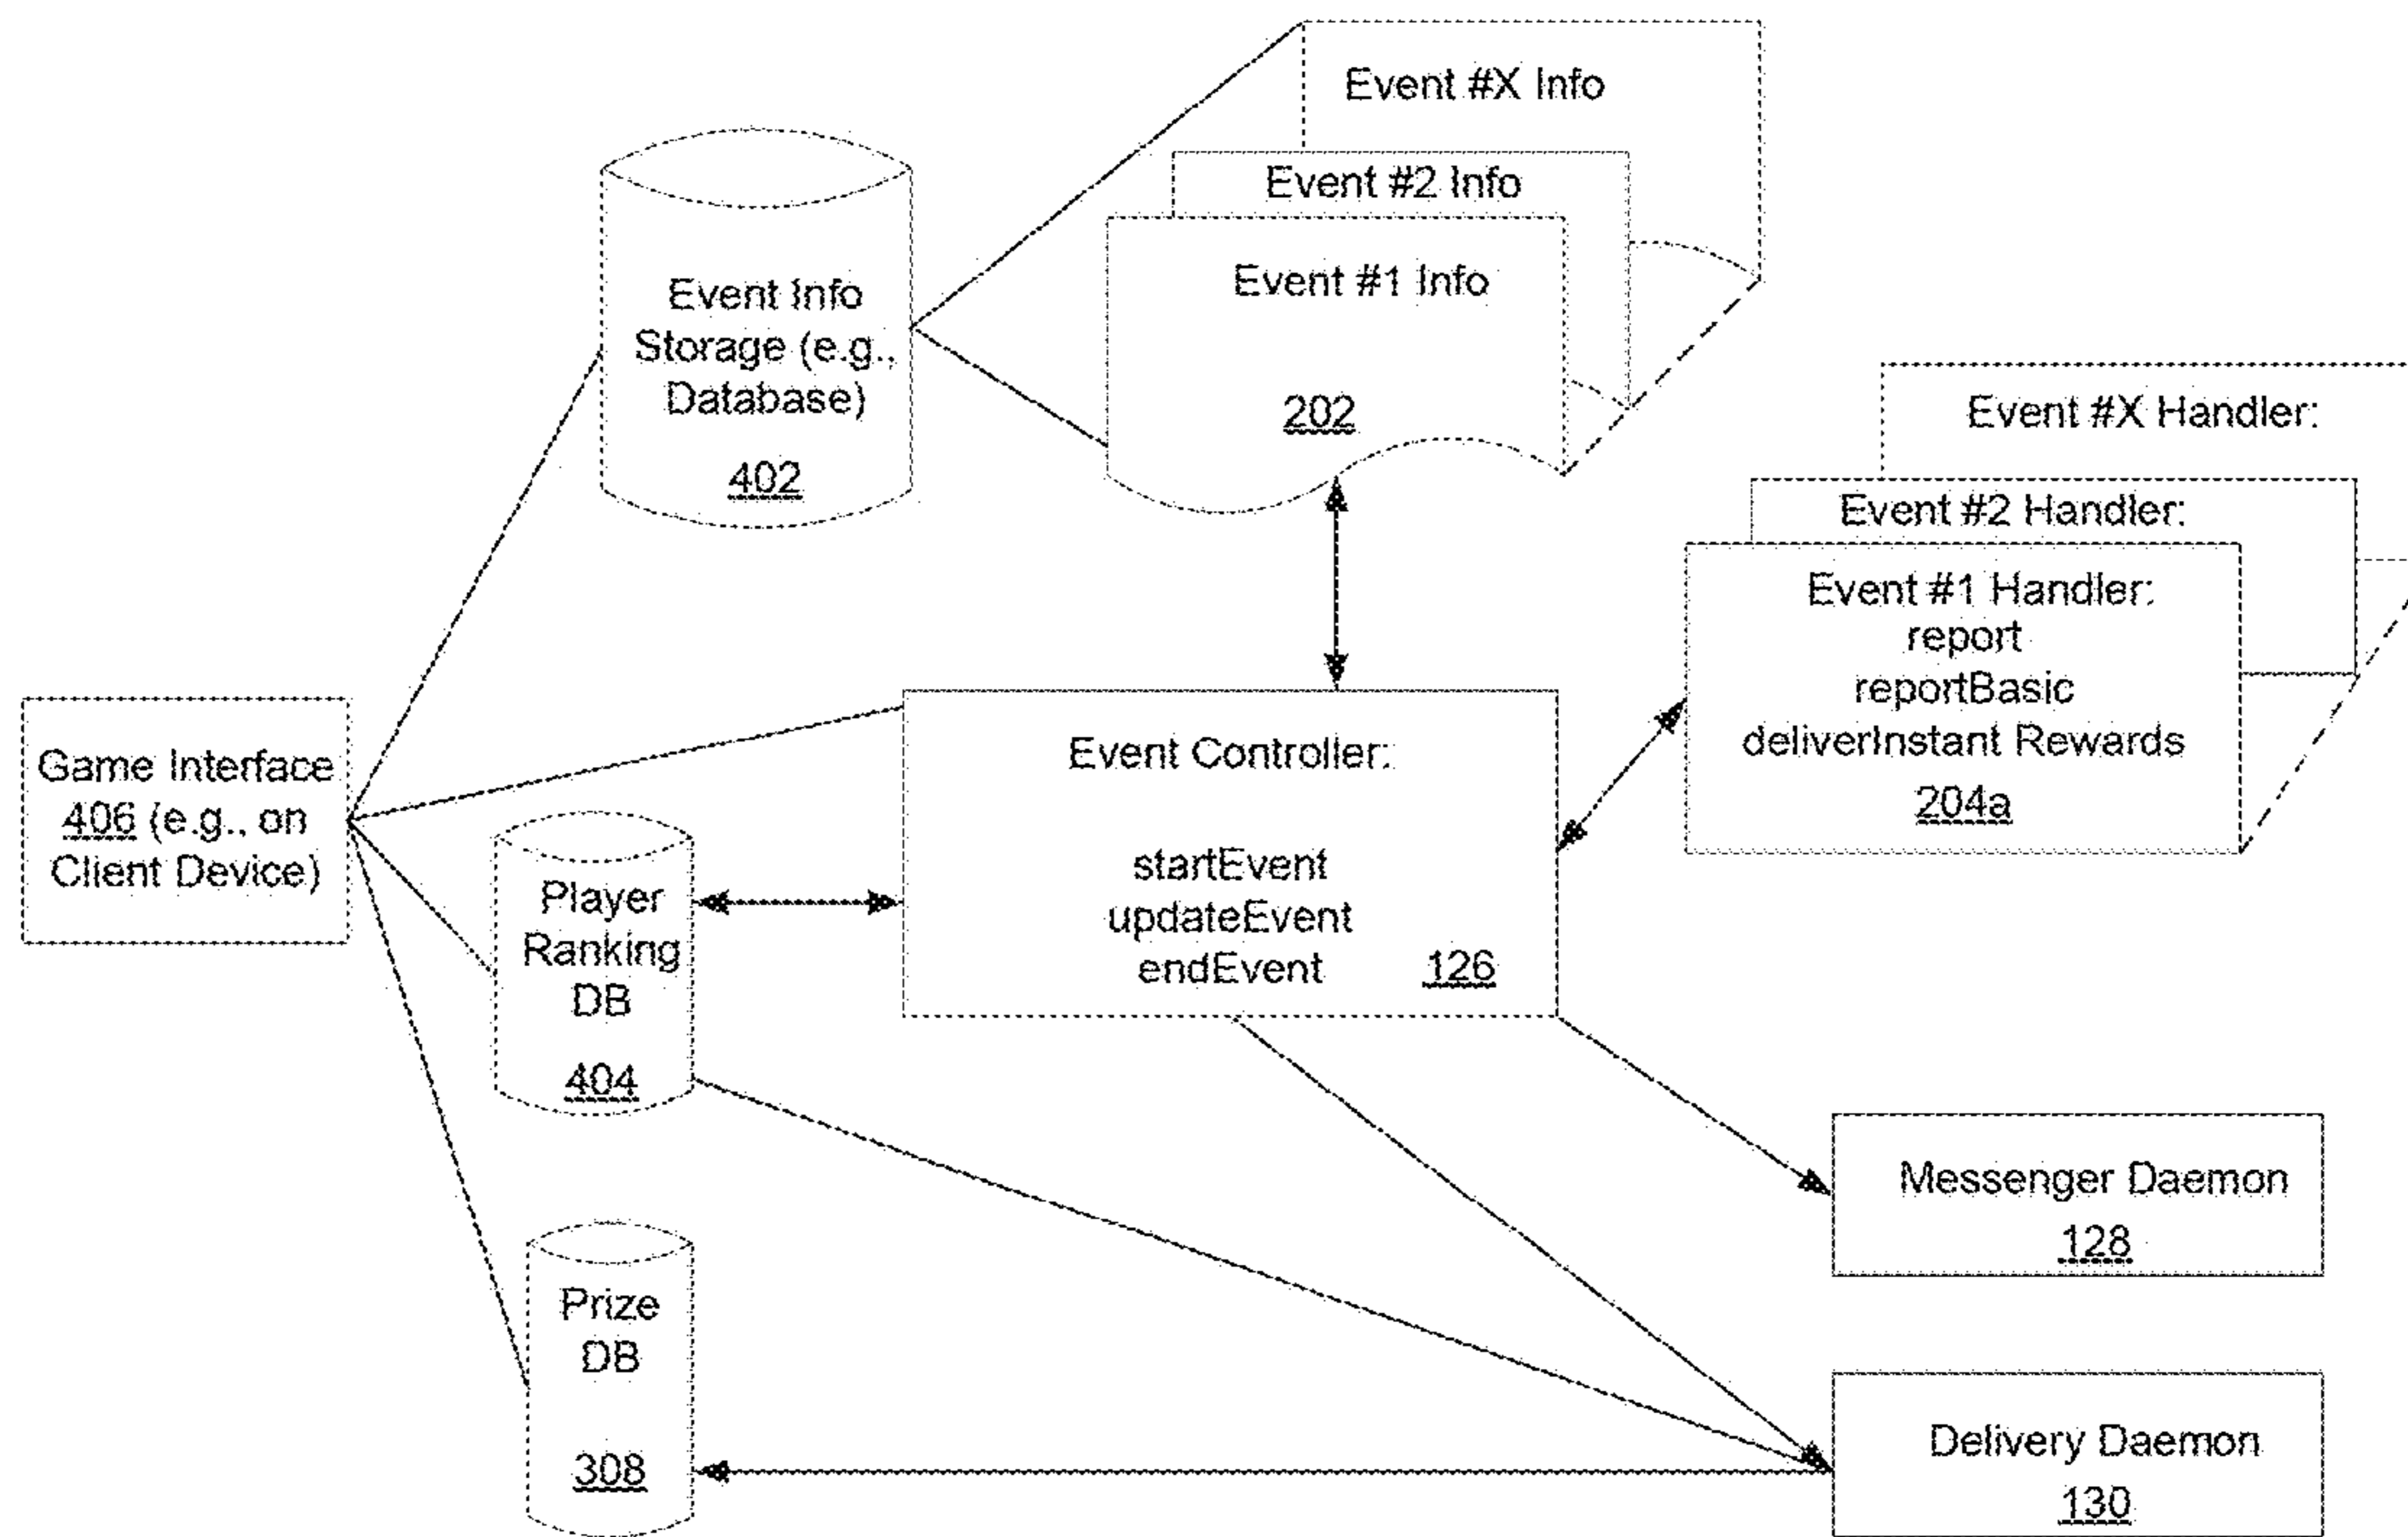 Event #X Info
Event #2 Info
Event #1 Info
202
Event Info
Storage (e.g.,
Database)
402
Event #X Handler:
Event #2 Handler:
Event #1 Handler:
report
reportBasic
deliverInstant Rewards
204a
Game Interface
406 (e.g., on
Client Device)
Event Controller:
startEvent
updateEvent
endEvent
126
Player
Ranking
DB
404
Messenger Daemon
128
Prize
DB
308
Delivery Daemon
130